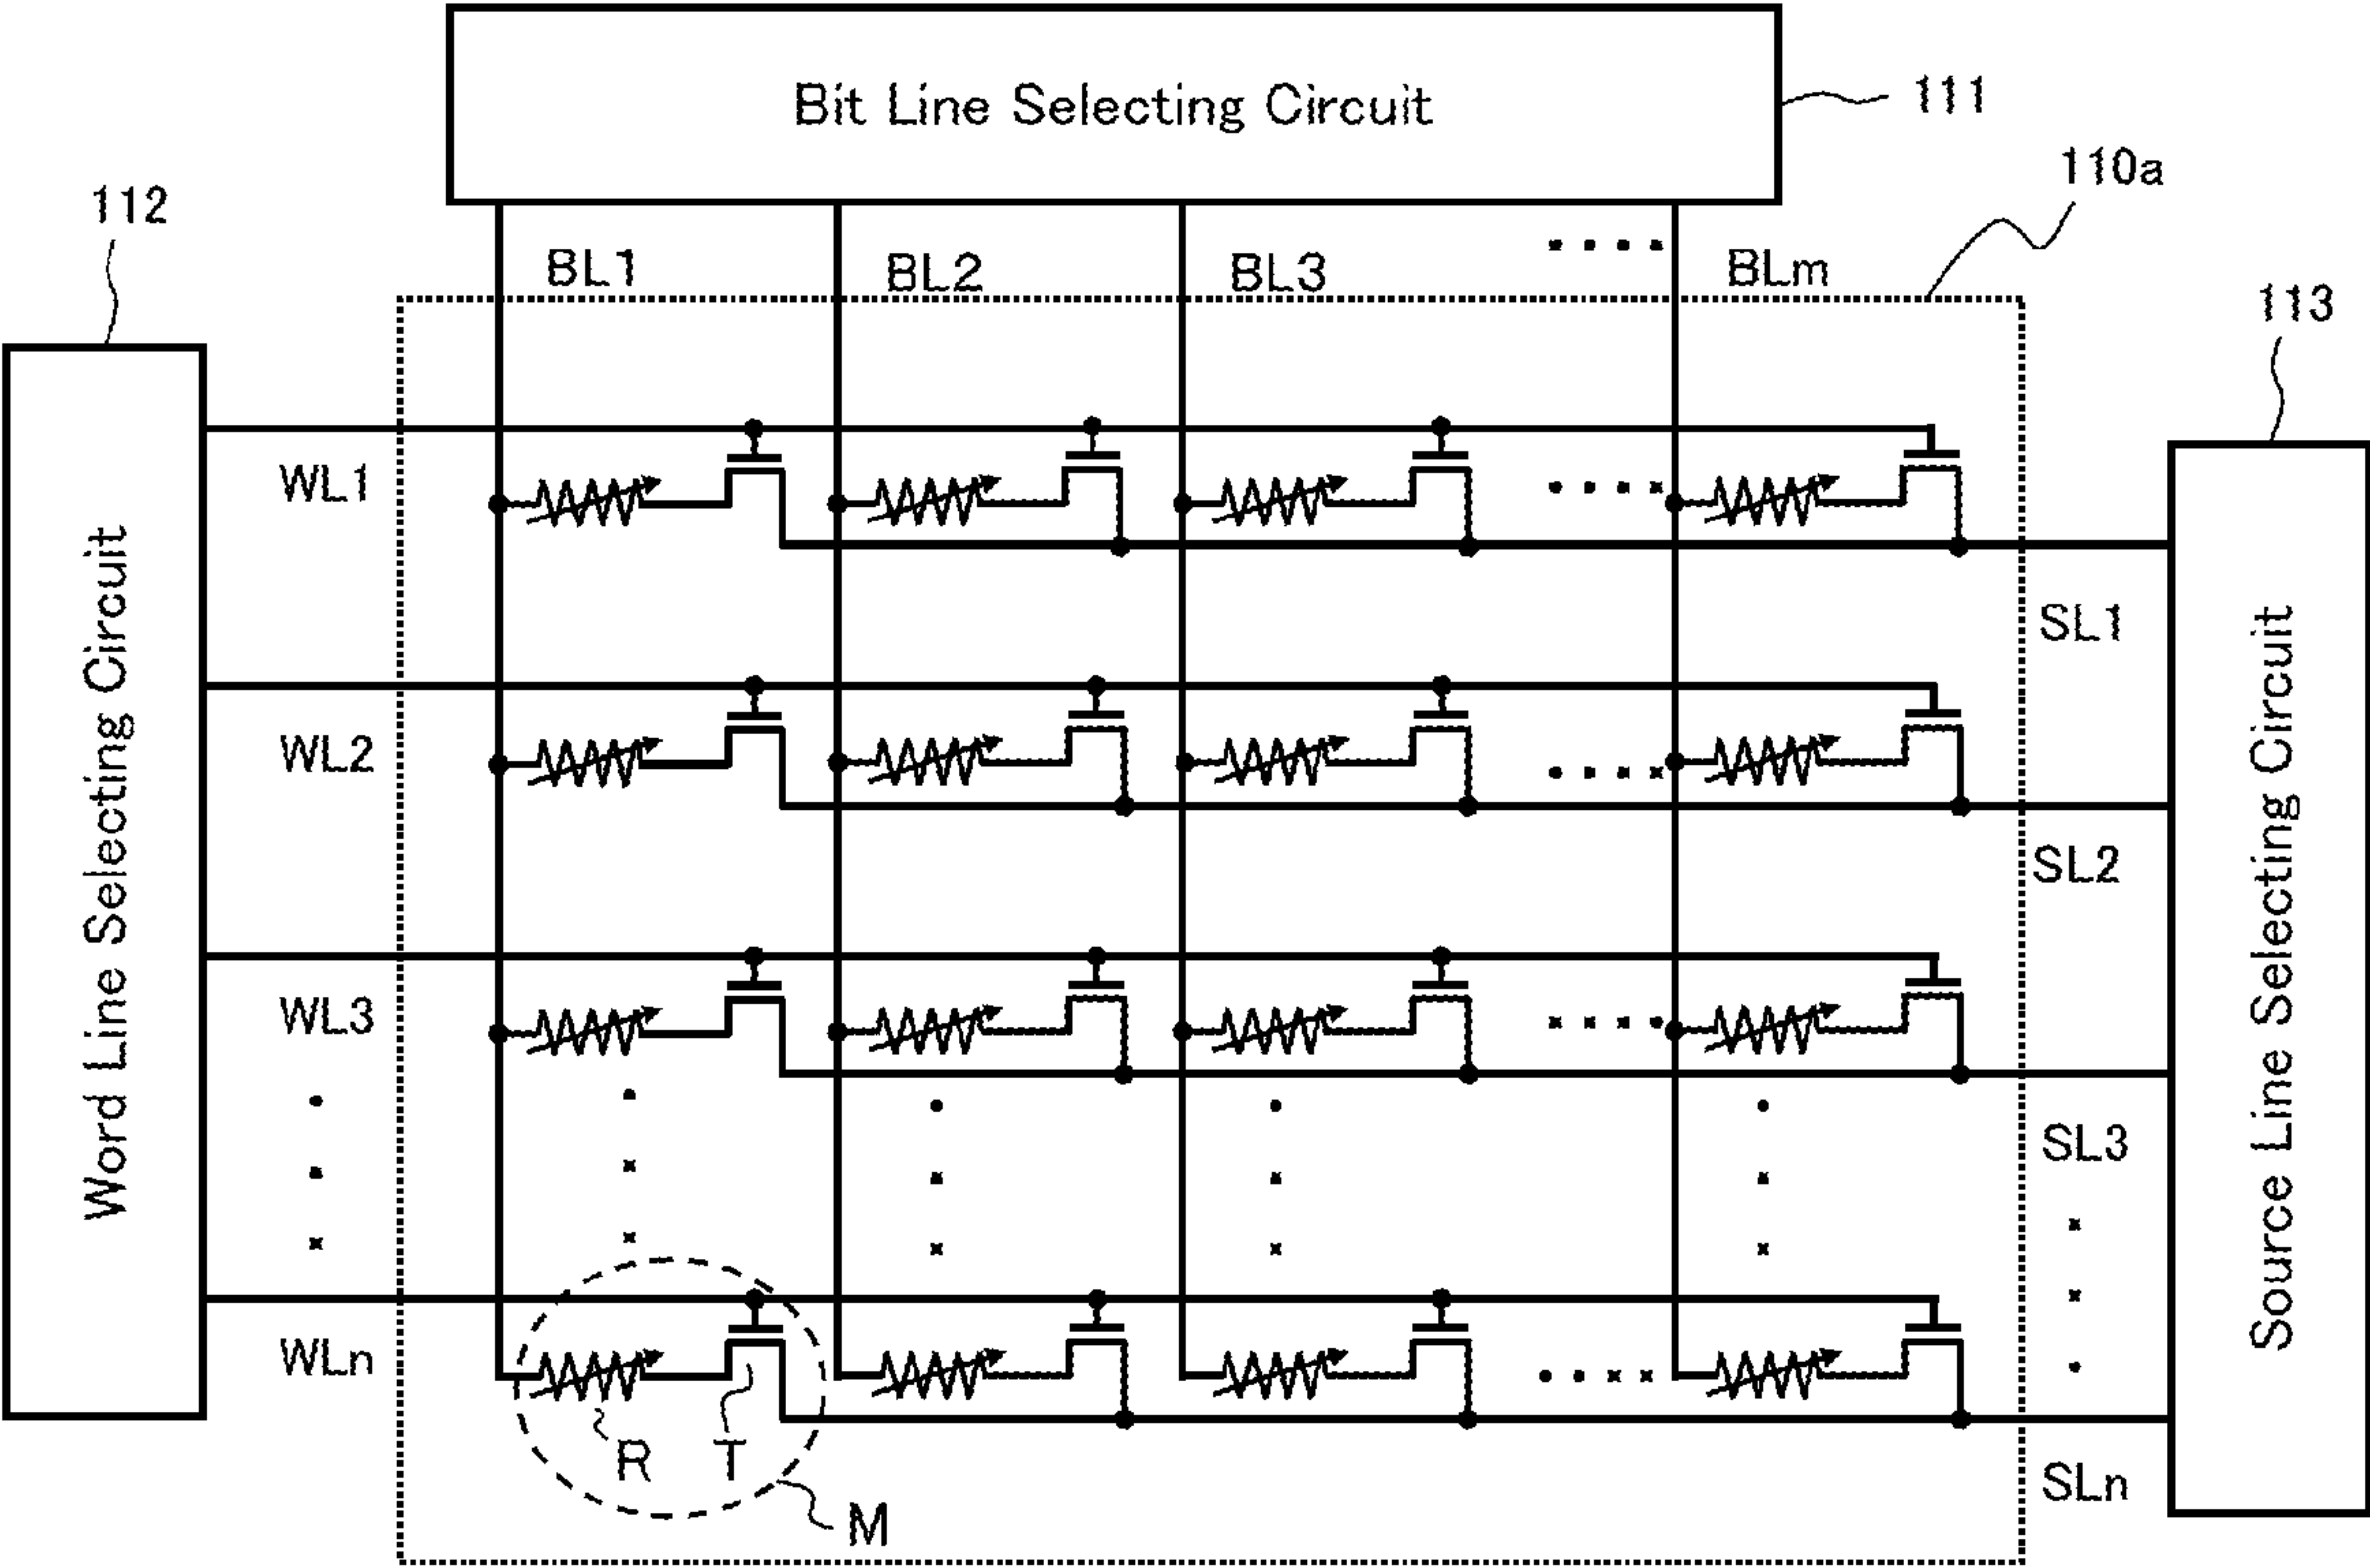 Bit Line Selecting Circuit
111
110a
112
113
BL1
BL2
BL3
BLm
Word Line Selecting Circuit
WL1
WL2
WL3
WLn
SL1
SL2
SL3
SLn
Source Line Selecting Circuit
R
T
M